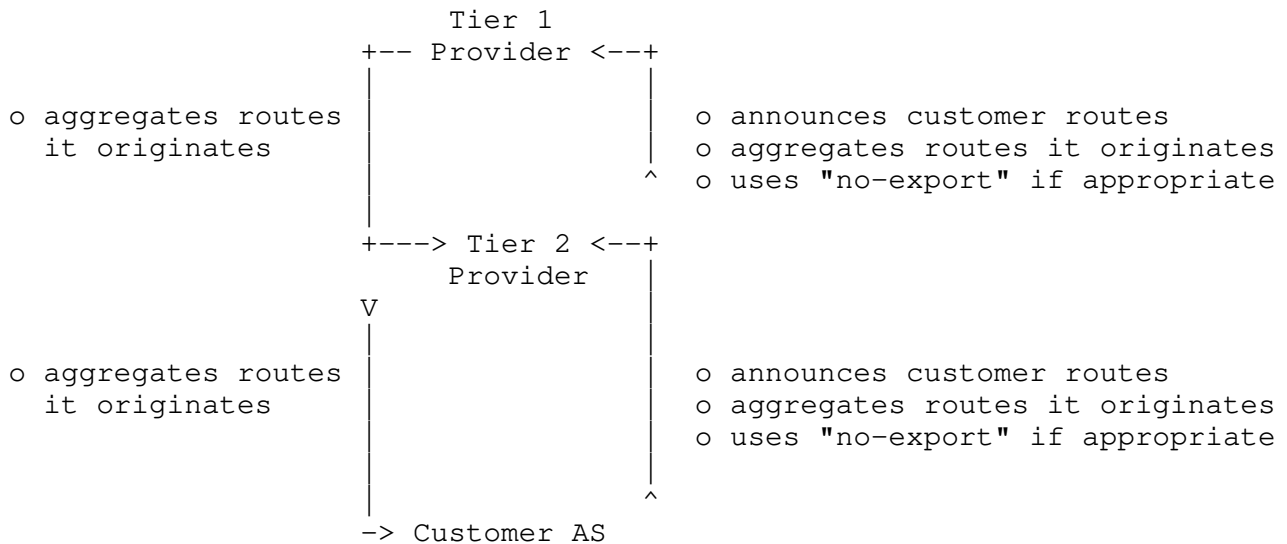 Tier 1
+-- Provider <--+
|               |
o aggregates routes |               | o announces customer routes
it originates |               | o aggregates routes it originates
|               ^ o uses "no-export" if appropriate
|
+---> Tier 2 <--+
Provider   |
V               |
|               |
o aggregates routes |               | o announces customer routes
it originates |               | o aggregates routes it originates
|               | o uses "no-export" if appropriate
|               |
|               ^
-> Customer AS